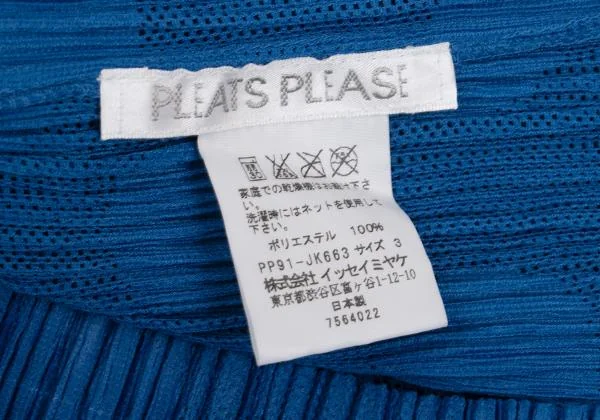 PLEATS PLEASE
家庭での乾燥機はお避け下さ
い。
洗濯時にはネットを使用して
下さい。
ポリエステル 100%
PP91-JK663 サイズ 3
株式会社 イッセイミヤケ
東京都渋谷区富ヶ谷1-12-10
日本製
7564022